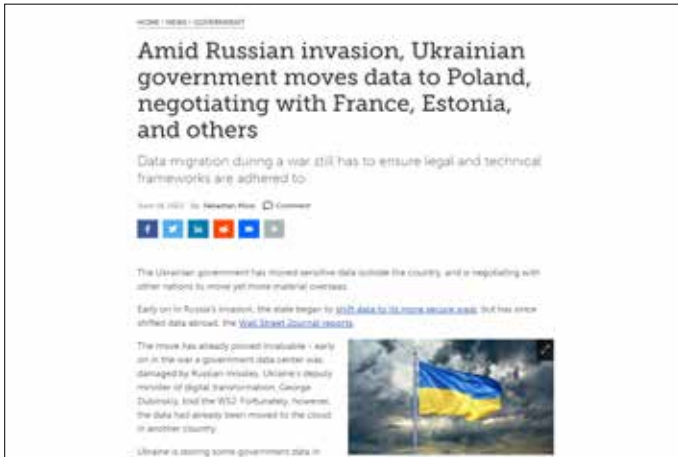 HOME › NEWS › GOVERNMENT
Amid Russian invasion, Ukrainian
government moves data to Poland,
negotiating with France, Estonia,
and others
Data migration during a war still has to ensure legal and technical
frameworks are adhered to
2022 By Sebastian Moss Comment
The Ukrainian government has moved sensitive data outside the country, and is negotiating with
other nations to move yet more material overseas.
Early on in Russia's invasion, the state began to shift data to its more secure areas, but has since
shifted data abroad, the Wall Street Journal reports.
The move has already proved invaluable - early
on in the war a government data center was
damaged by Russian missiles, Ukraine's deputy
minister of digital transformation, George
Dubinskiy, told the WSJ. Fortunately, however,
the data had already been moved to the cloud
in another country.
Ukraine is storing some government data in